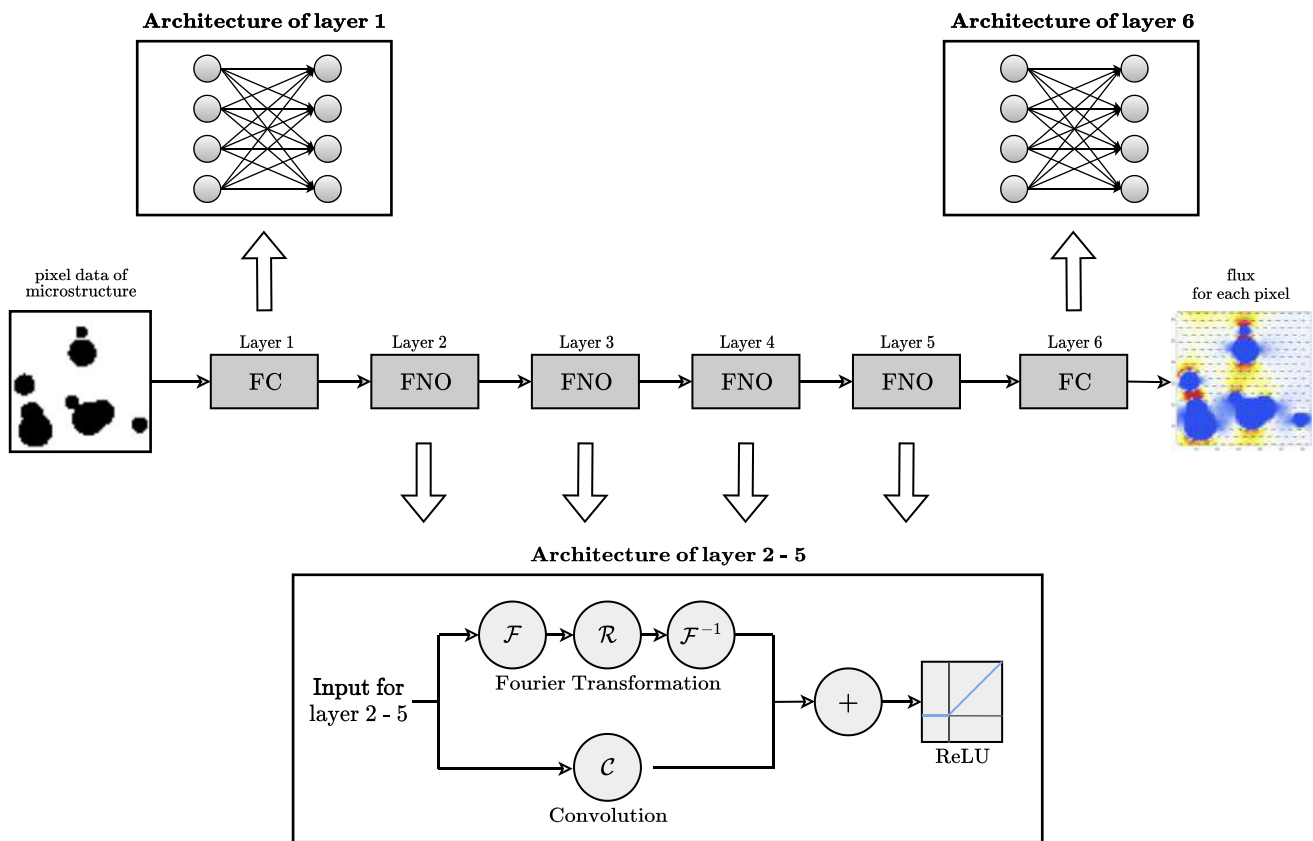 Architecture of layer 1
Architecture of layer 6
pixel data of
microstructure
flux
for each pixel
Layer 1
Layer 2
Layer 3
Layer 4
Layer 5
Layer 6
FC
FNO
FNO
FNO
FNO
FC
Architecture of layer 2 - 5
Input for
layer 2 - 5
ℱ
ℛ
ℱ⁻¹
Fourier Transformation
+
ReLU
𝒞
Convolution